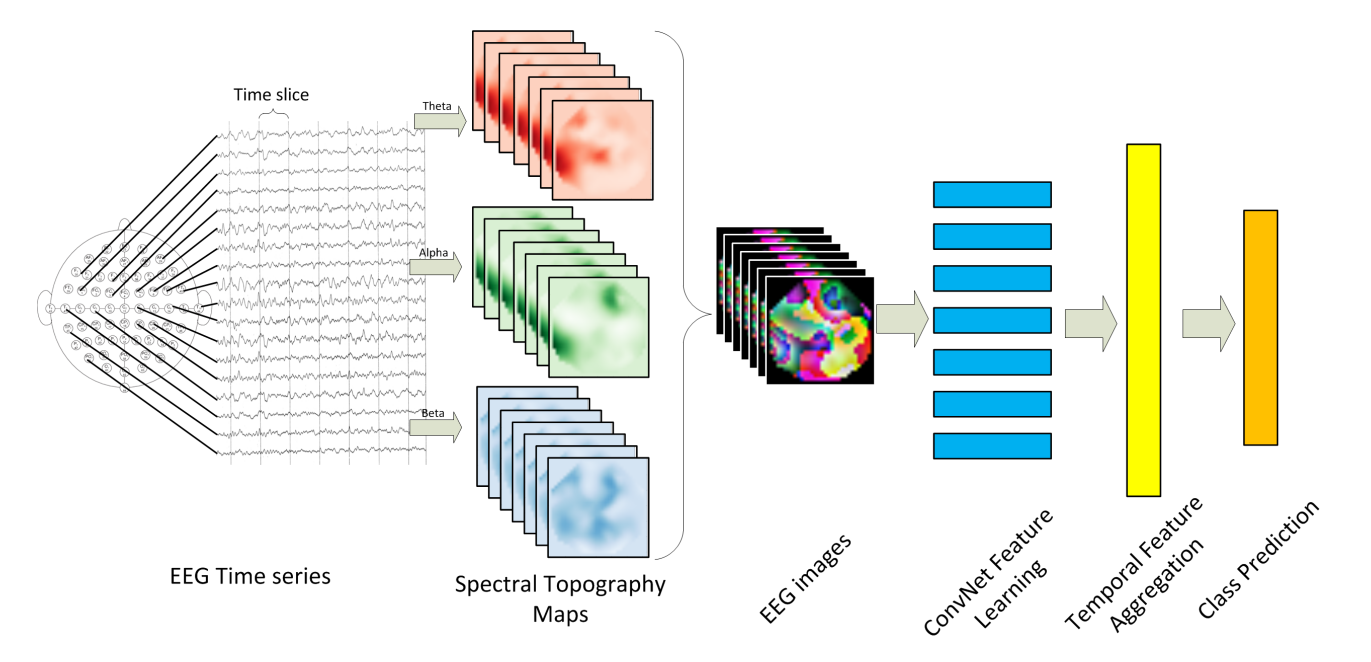 Time slice
Theta
Alpha
Beta
EEG Time series
Spectral Topography
Maps
EEG images
ConvNet Feature
Learning
Temporal Feature
Aggregation
Class Prediction